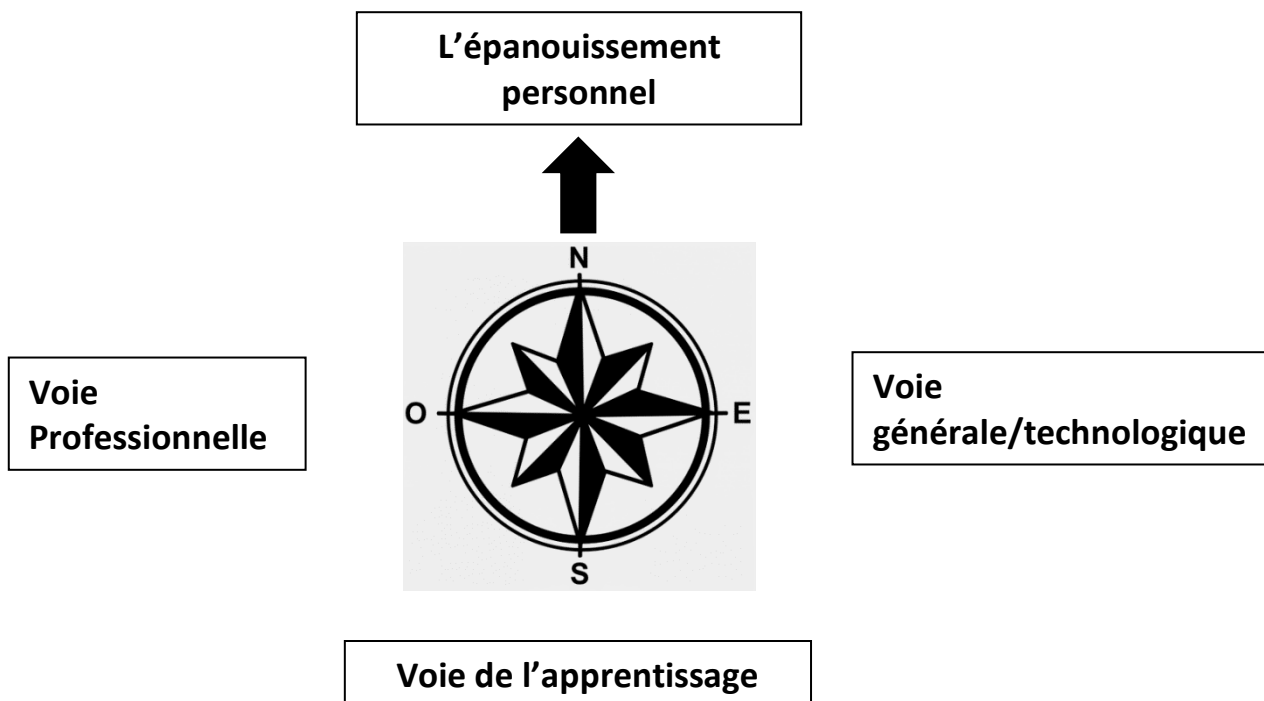 L’épanouissement
personnel
N
Voie
Professionnelle
O
E
Voie
générale/technologique
S
Voie de l’apprentissage